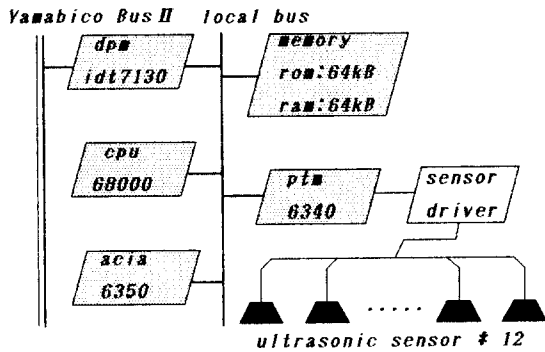 Yamabico Bus Ⅱ local bus
dpm
idt7130
memory
rom:64kB
ram:64kB
cpu
68000
ptm
6340
sensor
driver
acia
6350
.....
ultrasonic sensor # 12